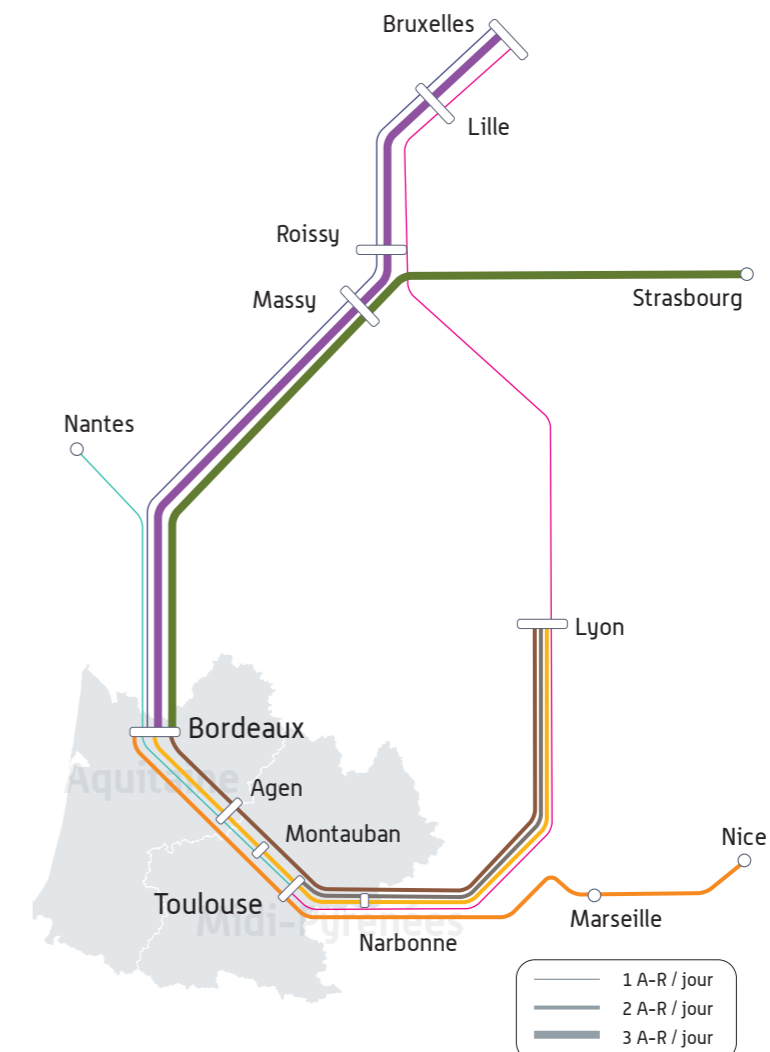 Bruxelles
Lille
Roissy
Massy
Strasbourg
Nantes
Lyon
Bordeaux
Aquitaine
Agen
Montauban
Nice
Toulouse
Midi-Pyrénées
Marseille
Narbonne
1 A-R / jour
2 A-R / jour
3 A-R / jour